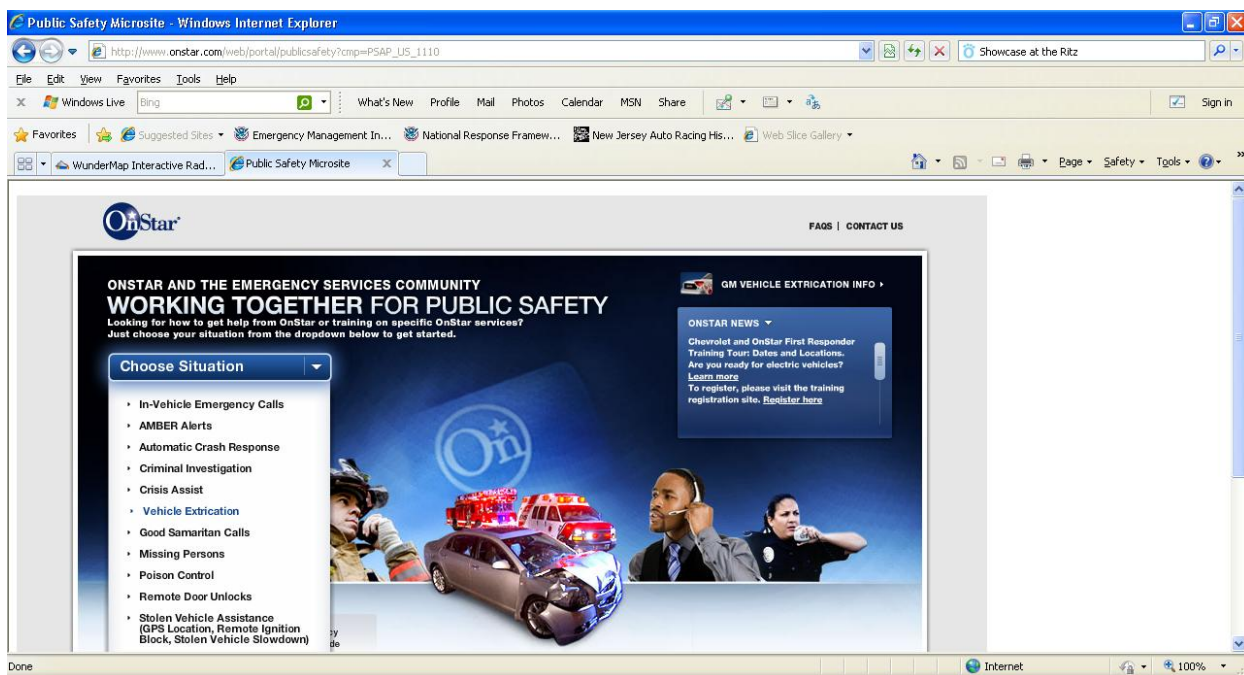 Public Safety Microsite - Windows Internet Explorer
http://www.onstar.com/web/portal/publicsafety?cmp=PSAP_US_1110
Showcase at the Ritz
File Edit View Favorites Tools Help
X Windows Live Bing What's New Profile Mail Photos Calendar MSN Share Sign in
Favorites Suggested Sites Emergency Management In... National Response Framew... New Jersey Auto Racing His... Web Slice Gallery
WunderMap Interactive Rad... Public Safety Microsite X Page Safety Tools
OnStar
FAQS | CONTACT US
ONSTAR AND THE EMERGENCY SERVICES COMMUNITY
WORKING TOGETHER FOR PUBLIC SAFETY
Looking for how to get help from OnStar or training on specific OnStar services?
Just choose your situation from the dropdown below to get started.
GM VEHICLE EXTRICATION INFO
ONSTAR NEWS
Chevrolet and OnStar First Responder
Training Tour: Dates and Locations.
Are you ready for electric vehicles?
Learn more
To register, please visit the training
registration site. Register here
Choose Situation
In-Vehicle Emergency Calls
AMBER Alerts
Automatic Crash Response
Criminal Investigation
Crisis Assist
Vehicle Extrication
Good Samaritan Calls
Missing Persons
Poison Control
Remote Door Unlocks
Stolen Vehicle Assistance
(GPS Location, Remote Ignition
Block, Stolen Vehicle Slowdown)
On
Done Internet 100%